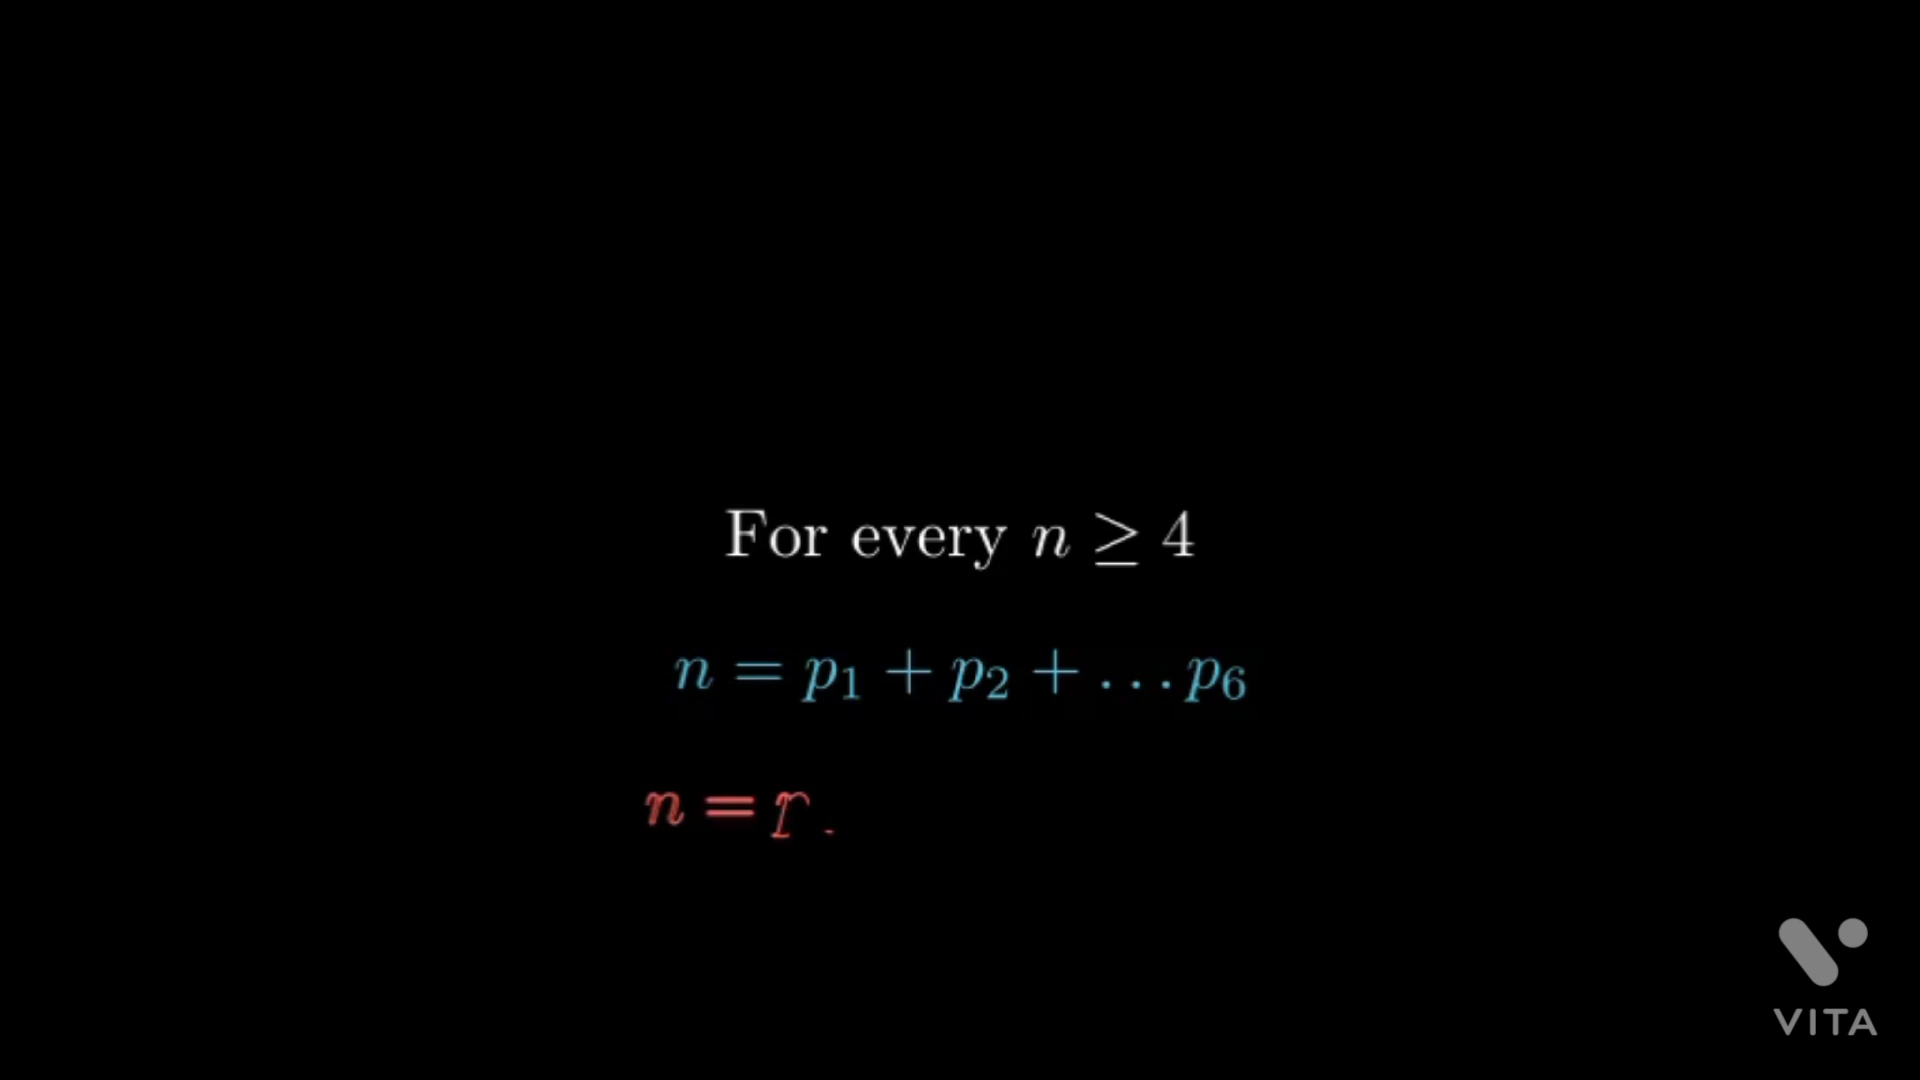 For every n ≥ 4
n = p₁ + p₂ + ... p₆
n =
VITA